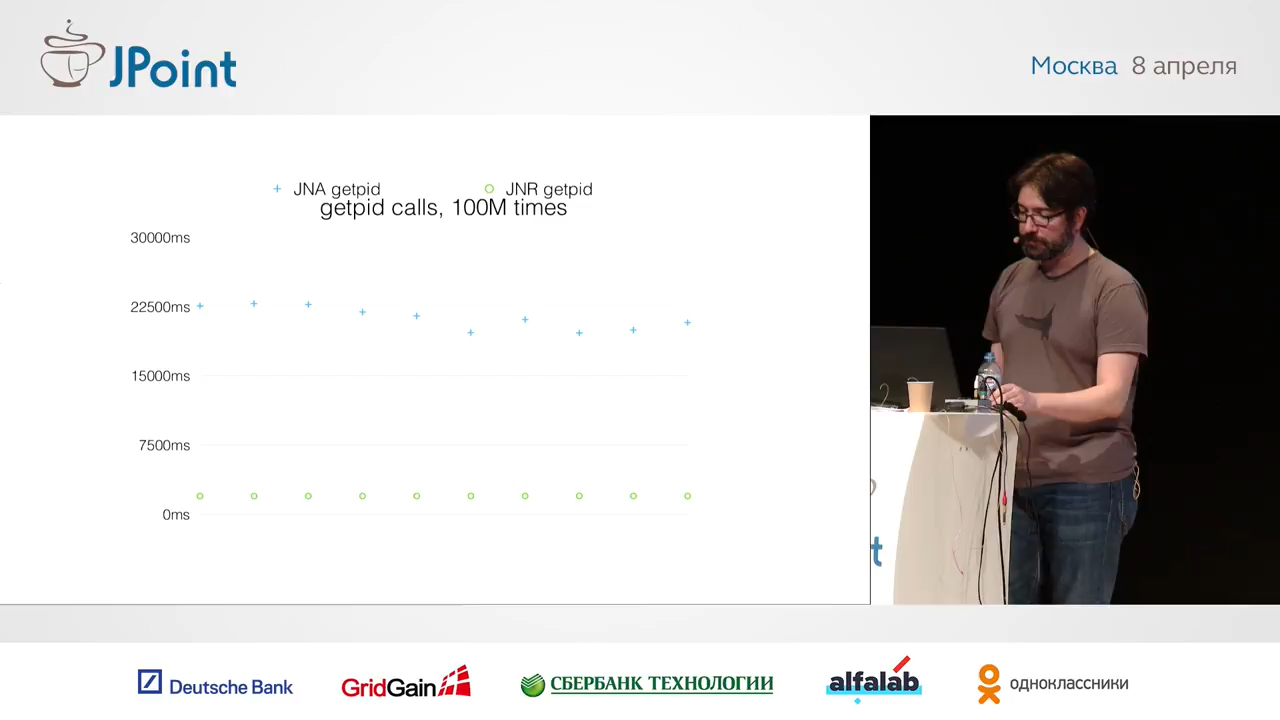 JPoint
Москва 8 апреля
JNA getpid JNR getpid
getpid calls, 100M times
30000ms
22500ms
15000ms
7500ms
0ms
t
Deutsche Bank
GridGain
СБЕРБАНК ТЕХНОЛОГИИ
alfalab
одноклассники